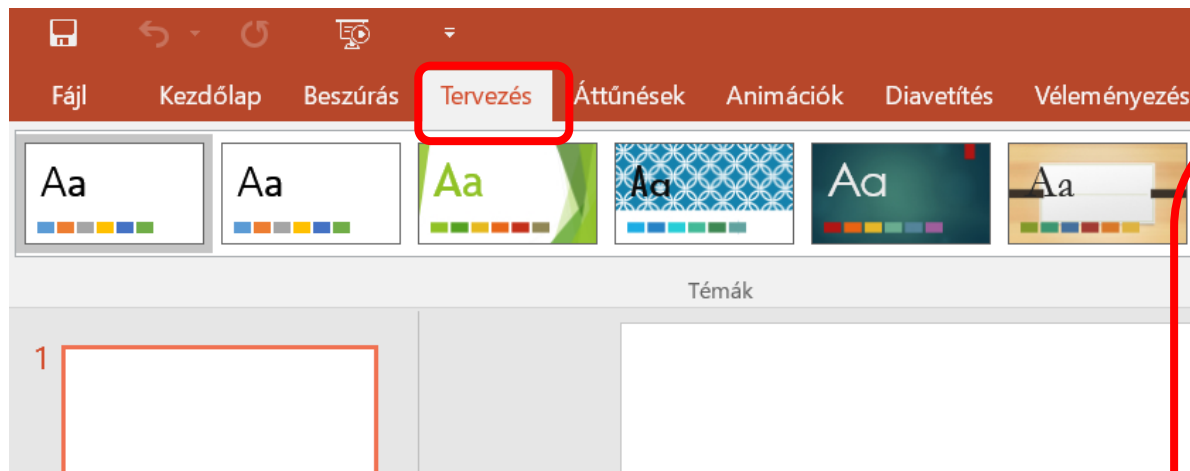 Fájl Kezdőlap Beszúrás Tervezés Áttűnések Animációk Diavetítés Véleményezés
Aa Aa Aa Aa Aa Aa
Témák
1